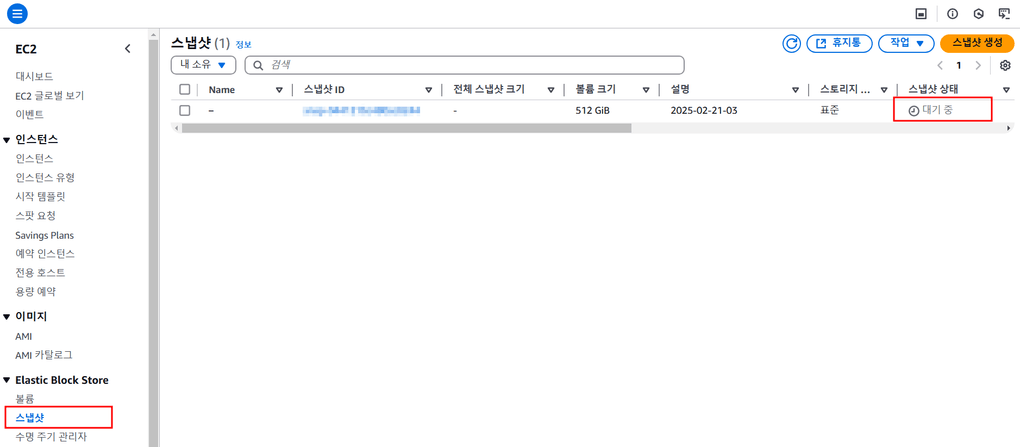 EC2
대시보드
EC2 글로벌 보기
이벤트
인스턴스
인스턴스
인스턴스 유형
시작 템플릿
스팟 요청
Savings Plans
예약 인스턴스
전용 호스트
용량 예약
이미지
AMI
AMI 카탈로그
Elastic Block Store
볼륨
스냅샷
수명 주기 관리자
스냅샷 (1) 정보
휴지통
작업
스냅샷 생성
내 소유
검색
1
Name 스냅샷 ID 전체 스냅샷 크기 볼륨 크기 설명 스토리지 ... 스냅샷 상태
– - 512 GiB 2025-02-21-03 표준 대기 중